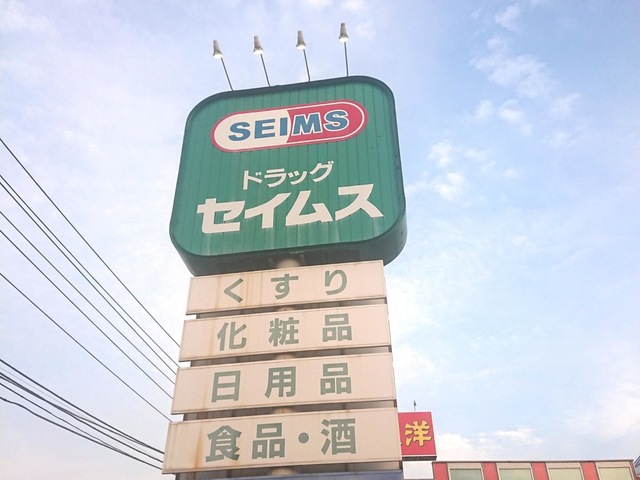 SEIMS
ドラッグ
セイムス
くすり
化粧品
日用品
食品・酒
洋